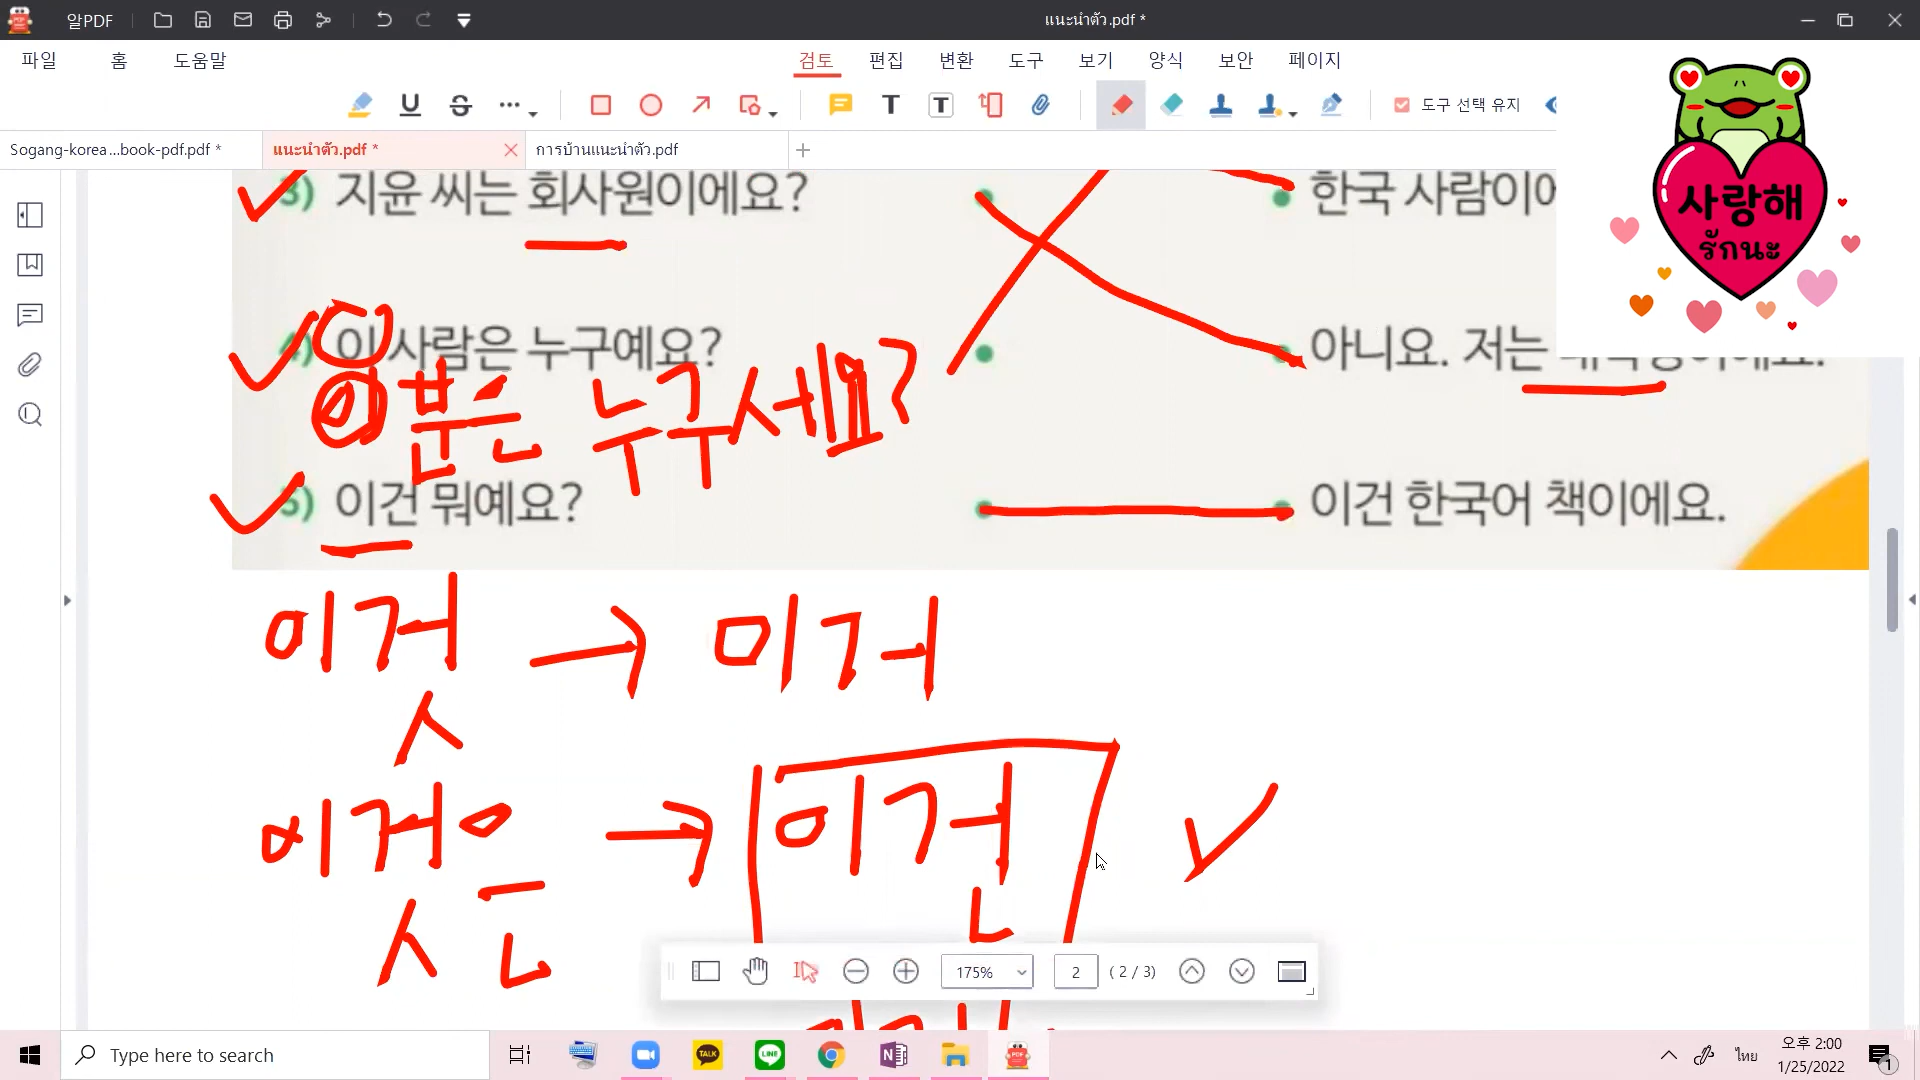 알PDF
แนะนำตัว.pdf *
파일 홈 도움말 검토 편집 변환 도구 보기 양식 보안 페이지
T T 도구 선택 유지
Sogang-korea...book-pdf.pdf * แนะนำตัว.pdf * การบ้านแนะนำตัว.pdf
사랑해
รักนะ
3) 지윤 씨는 회사원이에요? 한국 사람이에
4) 이 사람은 누구예요? 아니요. 저는
이 분은 누구세요?
5) 이건 뭐예요? 이건 한국어 책이에요.
이것 → 이거
이것은 → 이건
175% 2 (2 / 3)
Type here to search
TALK LINE N PDF
ไทย
오후 2:00
1/25/2022
1